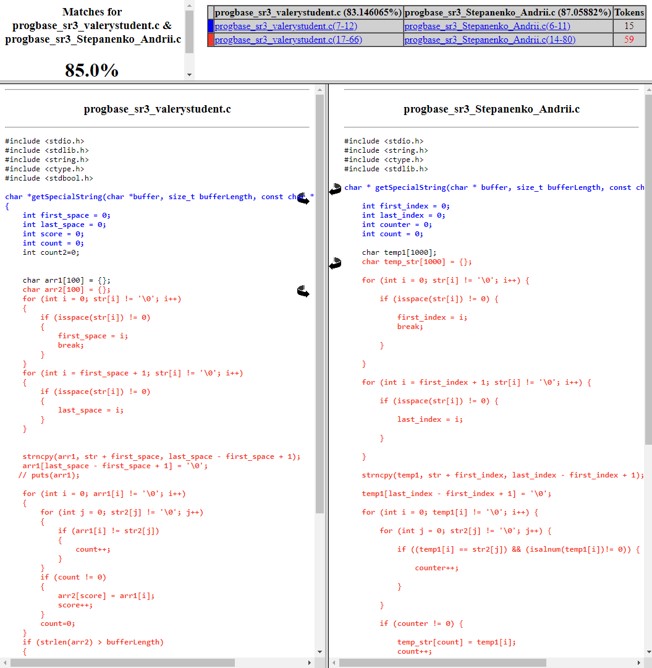 Matches for
progbase_sr3_valerystudent.c &
progbase_sr3_Stepanenko_Andrii.c
85.0%
progbase_sr3_valerystudent.c (83.146065%) progbase_sr3_Stepanenko_Andrii.c (87.05882%) Tokens
progbase_sr3_valerystudent.c(7-12) progbase_sr3_Stepanenko_Andrii.c(6-11) 15
progbase_sr3_valerystudent.c(17-66) progbase_sr3_Stepanenko_Andrii.c(14-80) 59
progbase_sr3_valerystudent.c
#include <stdio.h>
#include <stdlib.h>
#include <string.h>
#include <ctype.h>
#include <stdbool.h>
char *getSpecialString(char *buffer, size_t bufferLength, const char *
{
int first_space = 0;
int last_space = 0;
int score = 0;
int count = 0;
int count2=0;
char arr1[100] = {};
char arr2[100] = {};
for (int i = 0; str[i] != '\0'; i++)
{
if (isspace(str[i]) != 0)
{
first_space = i;
break;
}
}
for (int i = first_space + 1; str[i] != '\0'; i++)
{
if (isspace(str[i]) != 0)
{
last_space = i;
}
}
strncpy(arr1, str + first_space, last_space - first_space + 1);
arr1[last_space - first_space + 1] = '\0';
// puts(arr1);
for (int i = 0; arr1[i] != '\0'; i++)
{
for (int j = 0; str2[j] != '\0'; j++)
{
if (arr1[i] != str2[j])
{
count++;
}
}
if (count != 0)
{
arr2[score] = arr1[i];
score++;
}
count=0;
}
if (strlen(arr2) > bufferLength)
{
progbase_sr3_Stepanenko_Andrii.c
#include <stdio.h>
#include <string.h>
#include <ctype.h>
#include <stdlib.h>
char * getSpecialString(char * buffer, size_t bufferLength, const ch
int first_index = 0;
int last_index = 0;
int counter = 0;
int count = 0;
char temp1[1000];
char temp_str[1000] = {};
for (int i = 0; str[i] != '\0'; i++) {
if (isspace(str[i]) != 0) {
first_index = i;
break;
}
}
for (int i = first_index + 1; str[i] != '\0'; i++) {
if (isspace(str[i]) != 0) {
last_index = i;
}
}
strncpy(temp1, str + first_index, last_index - first_index + 1);
temp1[last_index - first_index + 1] = '\0';
for (int i = 0; temp1[i] != '\0'; i++) {
for (int j = 0; str2[j] != '\0'; j++) {
if ((temp1[i] == str2[j]) && (isalnum(temp1[i])!= 0)) {
counter++;
}
}
if (counter != 0) {
temp_str[count] = temp1[i];
count++;